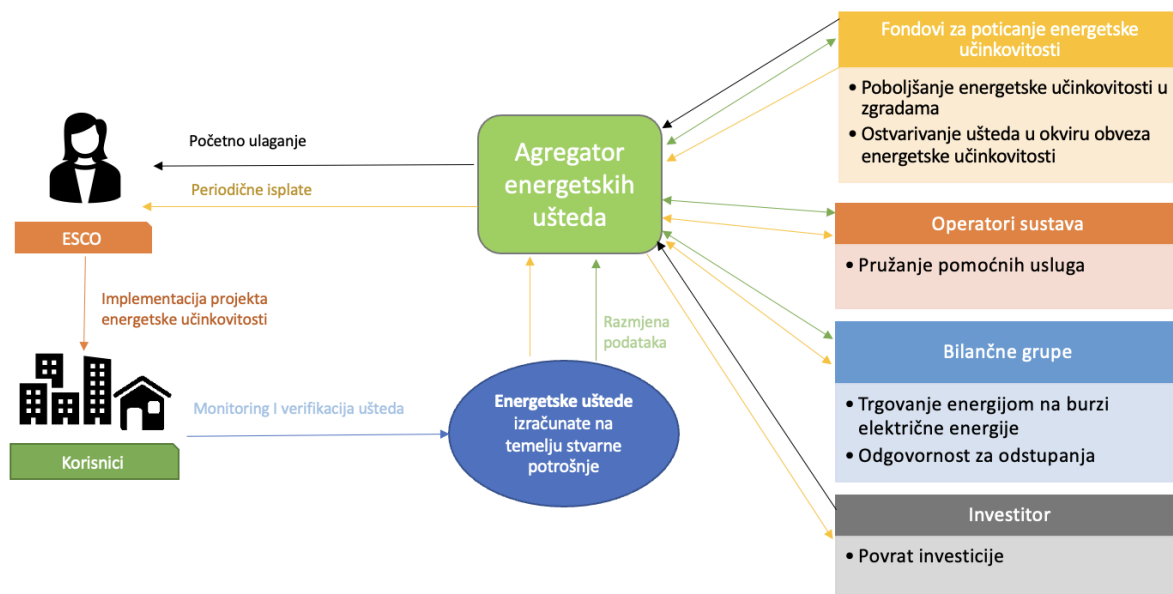 Fondovi za poticanje energetske
učinkovitosti
• Poboljšanje energetske učinkovitosti u
zgradama
• Ostvarivanje ušteda u okviru obveza
energetske učinkovitosti
Početno ulaganje
Periodične isplate
Agregator
energetskih
ušteda
ESCO
Operatori sustava
• Pružanje pomoćnih usluga
Implementacija projekta
energetske učinkovitosti
Razmjena
podataka
Bilančne grupe
• Trgovanje energijom na burzi
električne energije
• Odgovornost za odstupanja
Monitoring I verifikacija ušteda
Energetske uštede
izračunate na
temelju stvarne
potrošnje
Korisnici
Investitor
• Povrat investicije